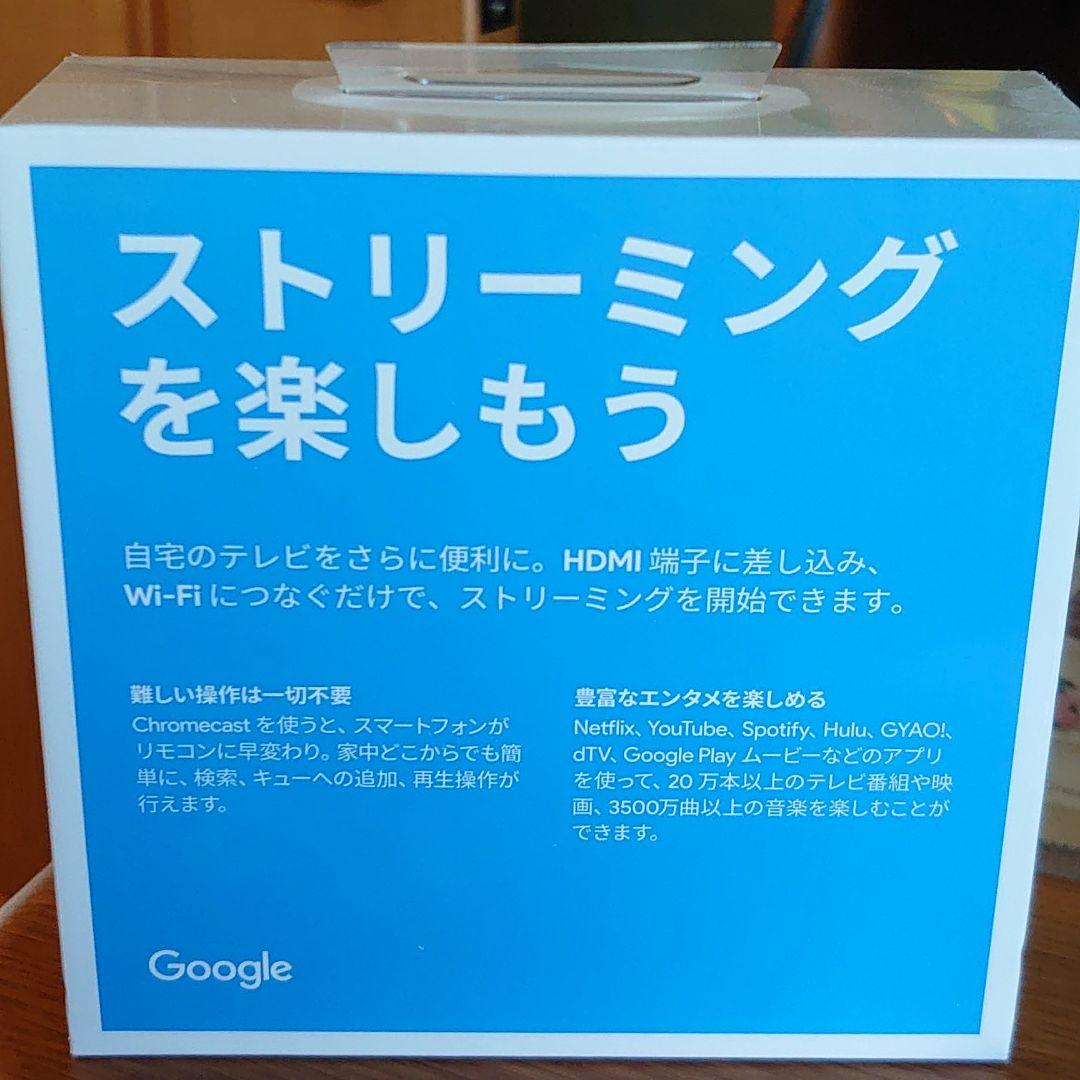 ストリーミング
を楽しもう
自宅のテレビをさらに便利に。HDMI 端子に差し込み、
Wi-Fi につなぐだけで、ストリーミングを開始できます。
難しい操作は一切不要
Chromecast を使うと、スマートフォンが
リモコンに早変わり。家中どこからでも簡
単に、検索、キューへの追加、再生操作が
行えます。
豊富なエンタメを楽しめる
Netflix、YouTube、Spotify、Hulu、GYAO!、
dTV、Google Play ムービーなどのアプリ
を使って、20 万本以上のテレビ番組や映
画、3500万曲以上の音楽を楽しむことが
できます。
Google